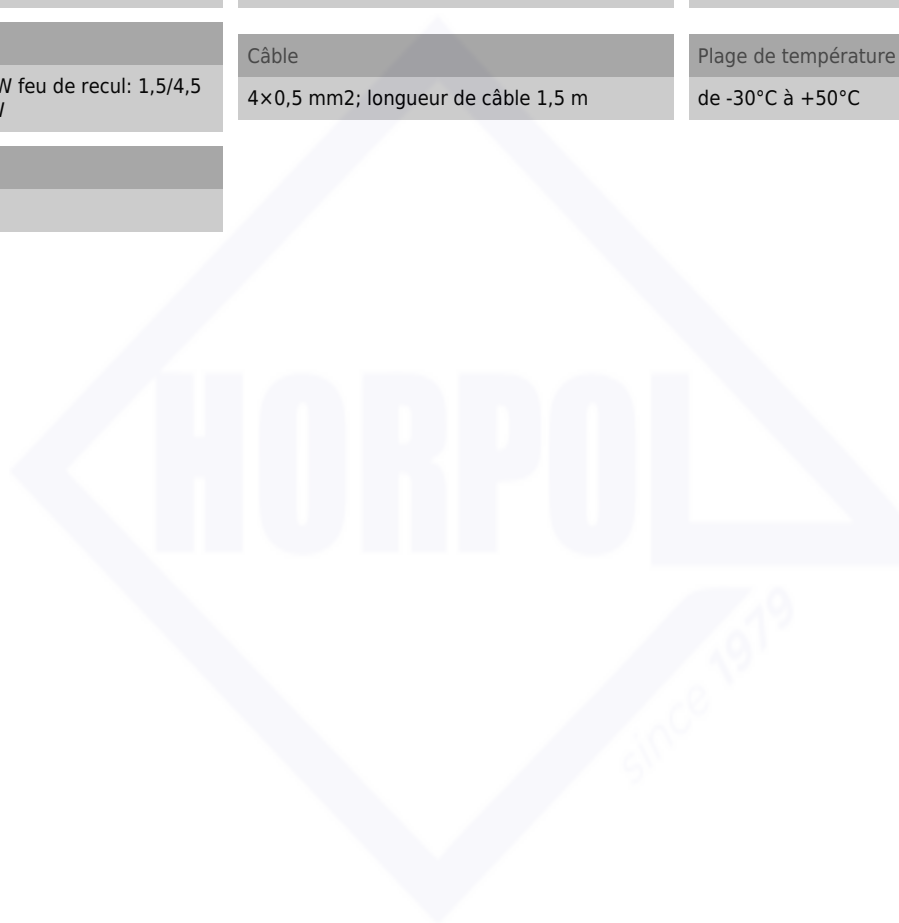 W feu de recul: 1,5/4,5
Câble
4×0,5 mm2; longueur de câble 1,5 m
Plage de température
de -30°C à +50°C
HORPOL
since 1979